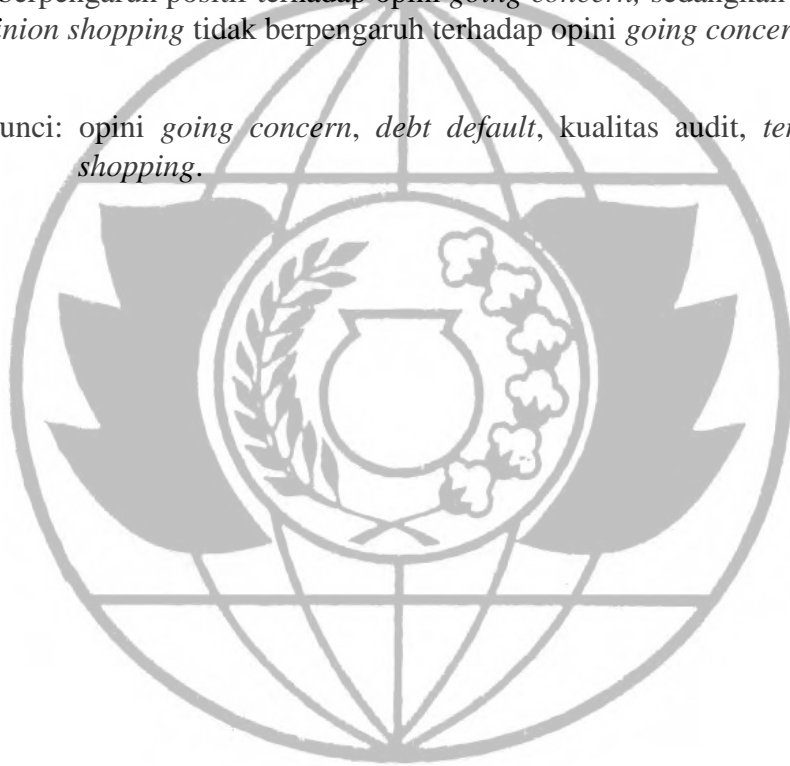 berpengaruh positif terhadap opini going concern, sedangkan
inion shopping tidak berpengaruh terhadap opini going concer
unci: opini going concern, debt default, kualitas audit, ter
shopping.